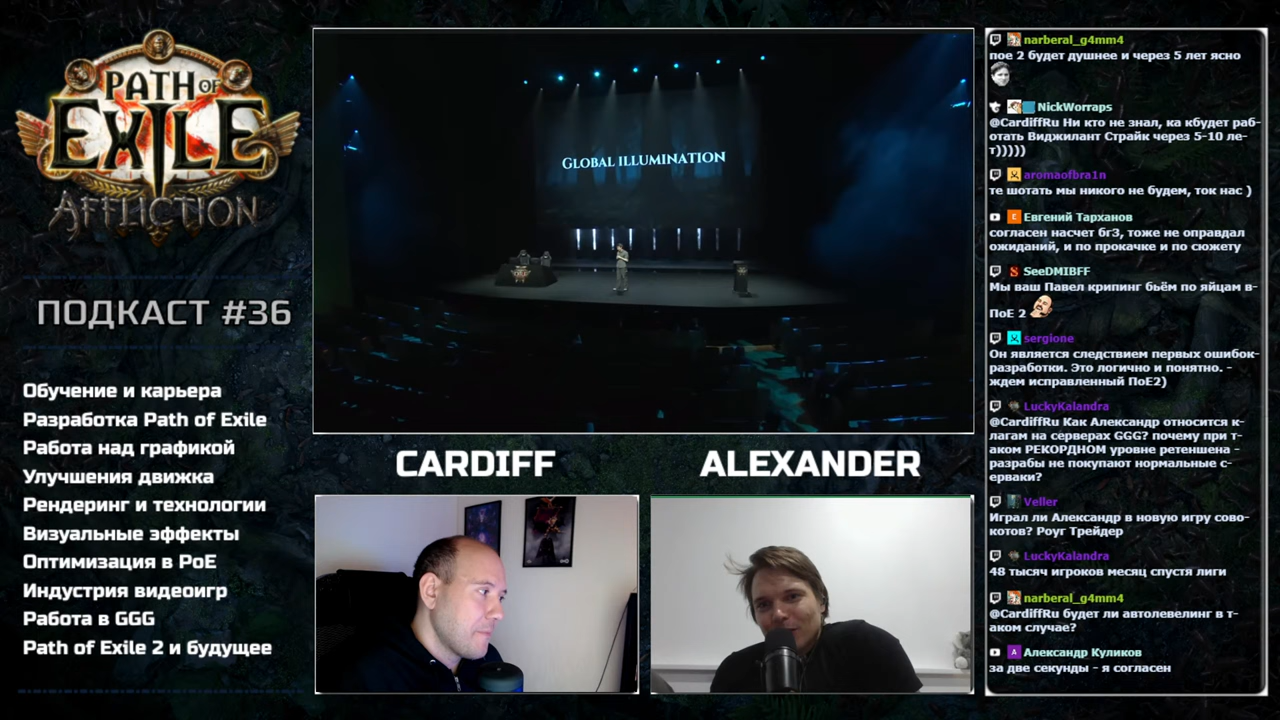 PATH OF
EXILE
AFFLICTION
ПОДКАСТ #36
Обучение и карьера
Разработка Path of Exile
Работа над графикой
Улучшения движка
Рендеринг и технологии
Визуальные эффекты
Оптимизация в PoE
Индустрия видеоигр
Работа в GGG
Path of Exile 2 и будущее
GLOBAL ILLUMINATION
CARDIFF
ALEXANDER
narberal_g4mm4
пое 2 будет душнее и через 5 лет ясно
NickWorraps
@CardiffRu Ни кто не знал, ка кбудет раб-
отать Виджилант Страйк через 5-10 ле-
т)))))
aromaofbra1n
те шотать мы никого не будем, ток нас )
Евгений Тарханов
согласен насчет бг3, тоже не оправдал
ожиданий, и по прокачке и по сюжету
SeeDMIBFF
Мы ваш Павел крипинг бьём по яйцам в-
ПоЕ 2
sergione
Он является следствием первых ошибок-
разработки. Это логично и понятно. -
ждем исправленный ПоЕ2)
LuckyKalandra
@CardiffRu Как Александр относится к-
лагам на серверах GGG? почему при т-
аком РЕКОРДНОМ уровне ретеншена -
разрабы не покупают нормальные с-
ерваки?
Veller
Играл ли Александр в новую игру сово-
котов? Роуг Трейдер
LuckyKalandra
48 тысяч игроков месяц спустя лиги
narberal_g4mm4
@CardiffRu будет ли автолевелинг в т-
аком случае?
Александр Куликов
за две секунды - я согласен